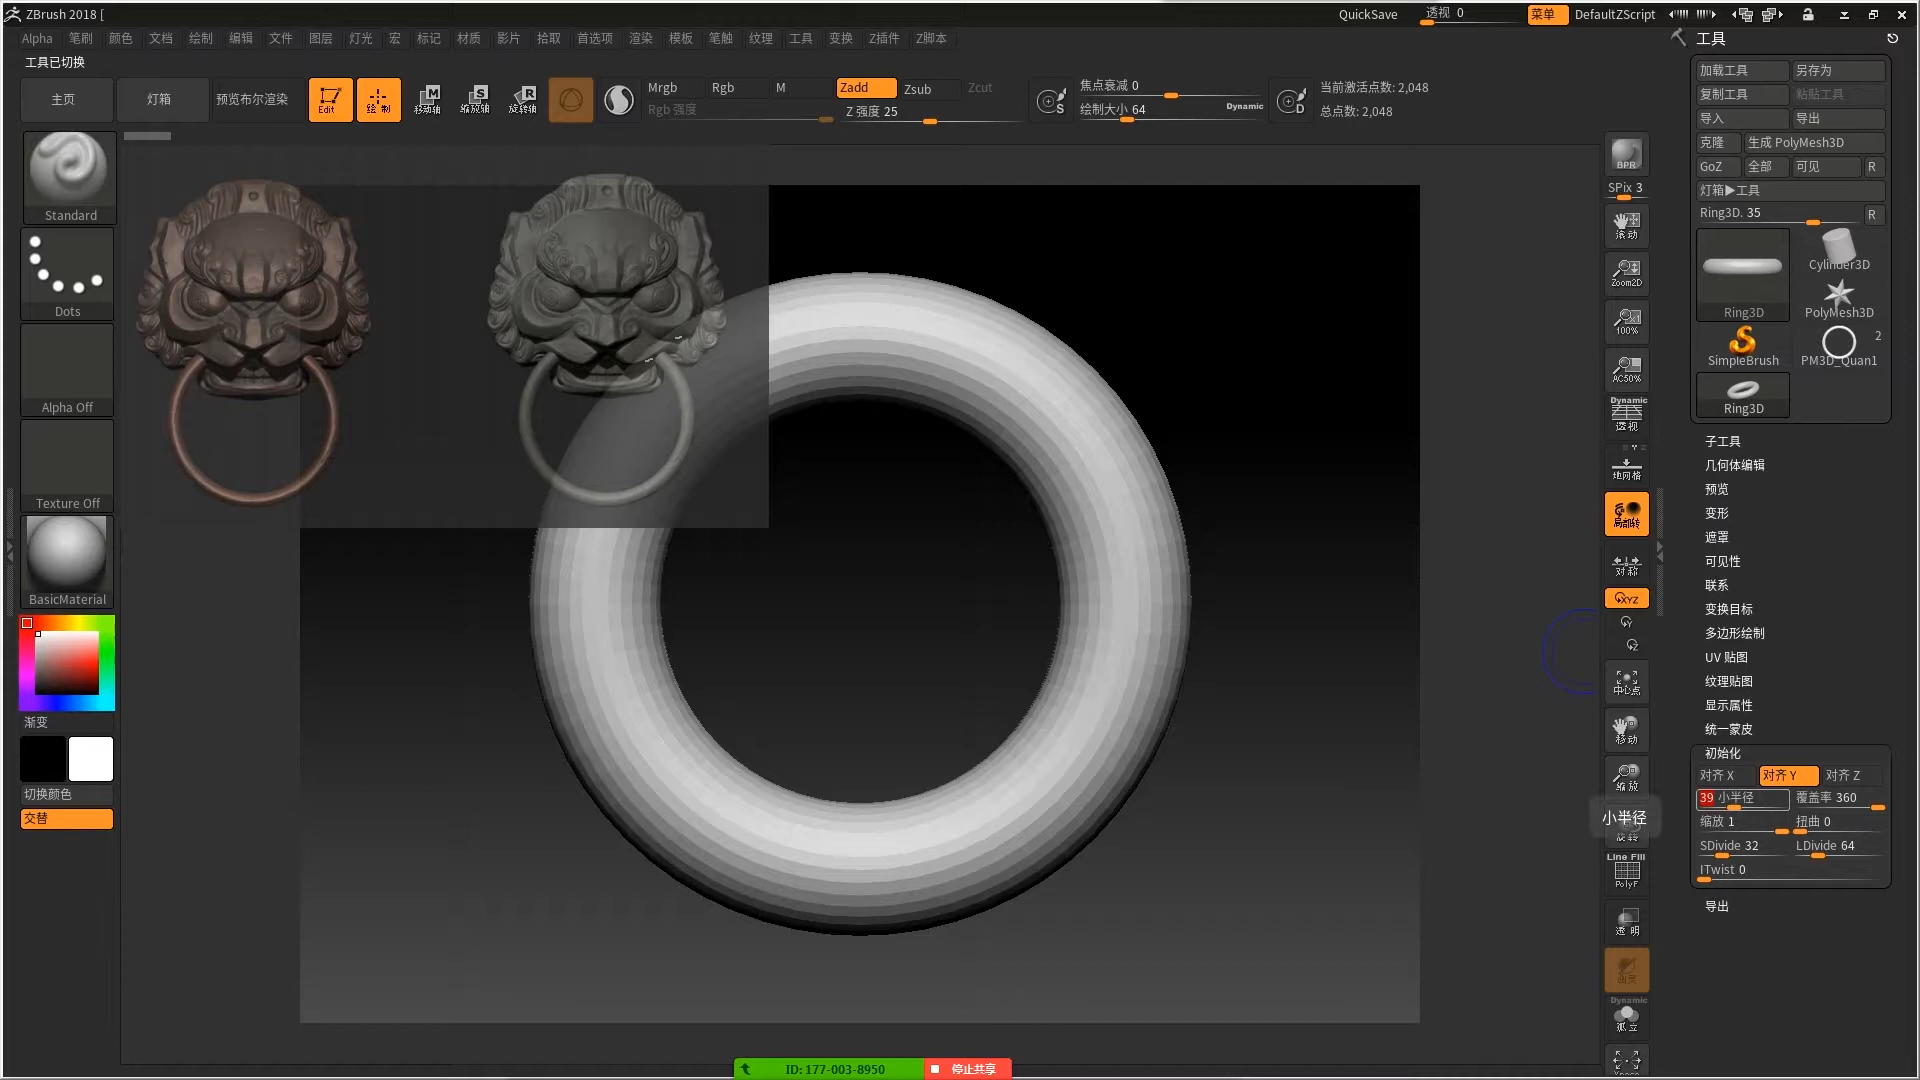 ZBrush 2018 [
QuickSave
透视 0
菜单
DefaultZScript
Alpha 笔刷 颜色 文档 绘制 编辑 文件 图层 灯光 宏 标记 材质 影片 拾取 首选项 渲染 模板 笔触 纹理 工具 变换 Z插件 Z脚本
工具已切换
主页
灯箱
预览布尔渲染
Edit
绘制
移动轴
缩放轴
旋转轴
Mrgb Rgb M
Rgb 强度
Zadd Zsub Zcut
Z 强度 25
焦点衰减 0
绘制大小 64
Dynamic
当前激活点数: 2,048
总点数: 2,048
Standard
Dots
Alpha Off
Texture Off
BasicMaterial
渐变
切换颜色
交替
BPR
SPix 3
滚动
Zoom2D
100%
AC50%
Dynamic
透视
地网格
局部转
对称
XYZ
中心点
移动
缩放
小半径
旋转
Line Fill
PolyF
透明
Dynamic
孤立
Xpose
工具
加载工具 另存为
复制工具 粘贴工具
导入 导出
克隆 生成 PolyMesh3D
GoZ 全部 可见 R
灯箱▶工具
Ring3D. 35 R
Ring3D
Cylinder3D
PolyMesh3D
SimpleBrush
2
PM3D_Quan1
Ring3D
子工具
几何体编辑
预览
变形
遮罩
可见性
联系
变换目标
多边形绘制
UV 贴图
纹理贴图
显示属性
统一蒙皮
初始化
对齐 X 对齐 Y 对齐 Z
39 小半径 覆盖率 360
缩放 1 扭曲 0
SDivide 32 LDivide 64
ITwist 0
导出
ID: 177-003-8950
停止共享